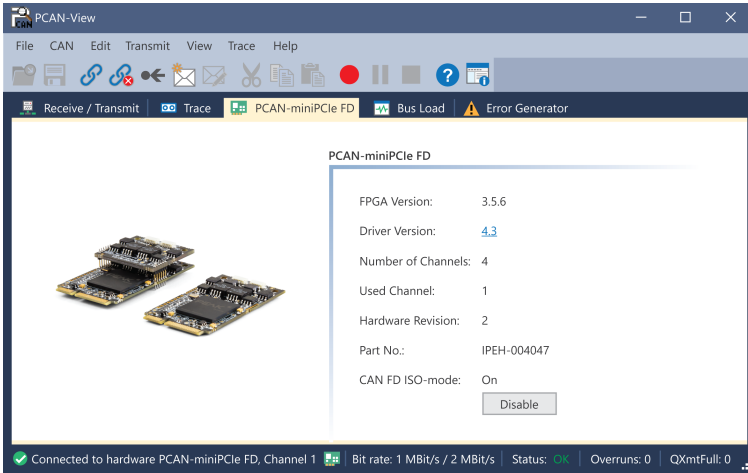 PCAN-View
File CAN Edit Transmit View Trace Help
Receive / Transmit Trace PCAN-miniPCIe FD Bus Load Error Generator
PCAN-miniPCIe FD
FPGA Version: 3.5.6
Driver Version: 4.3
Number of Channels: 4
Used Channel: 1
Hardware Revision: 2
Part No.: IPEH-004047
CAN FD ISO-mode: On
Disable
Connected to hardware PCAN-miniPCIe FD, Channel 1 Bit rate: 1 MBit/s / 2 MBit/s Status: OK Overruns: 0 QXmtFull: 0